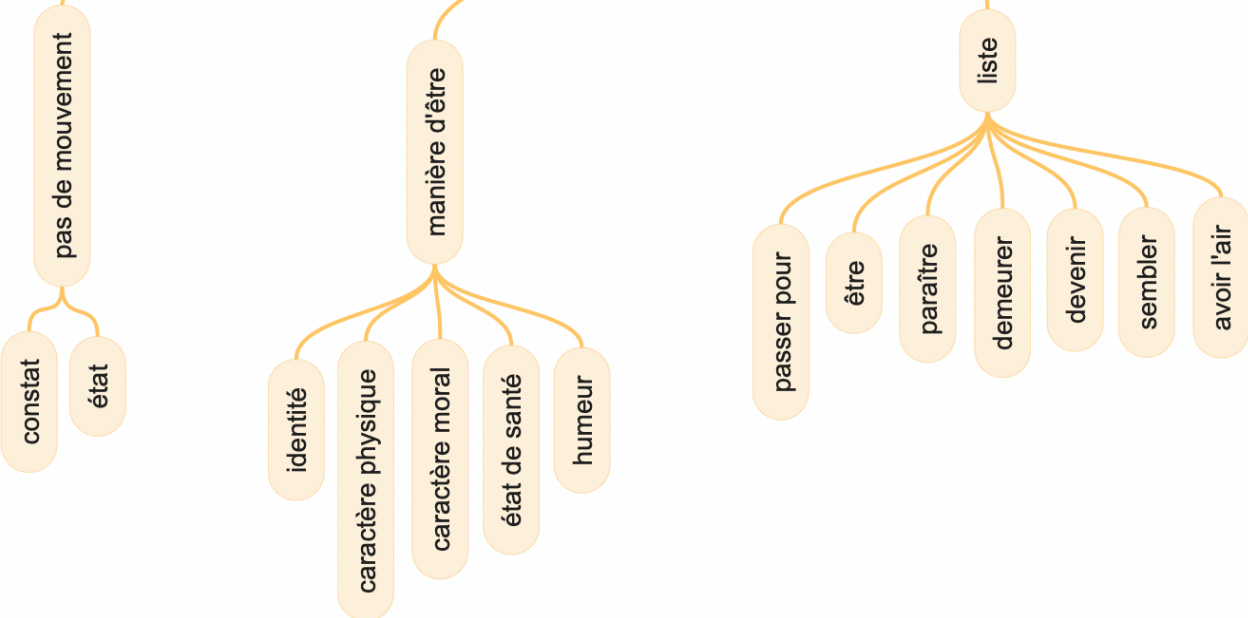 pas de mouvement
constat
état
manière d'être
identité
caractère physique
caractère moral
état de santé
humeur
liste
passer pour
être
paraître
demeurer
devenir
sembler
avoir l'air